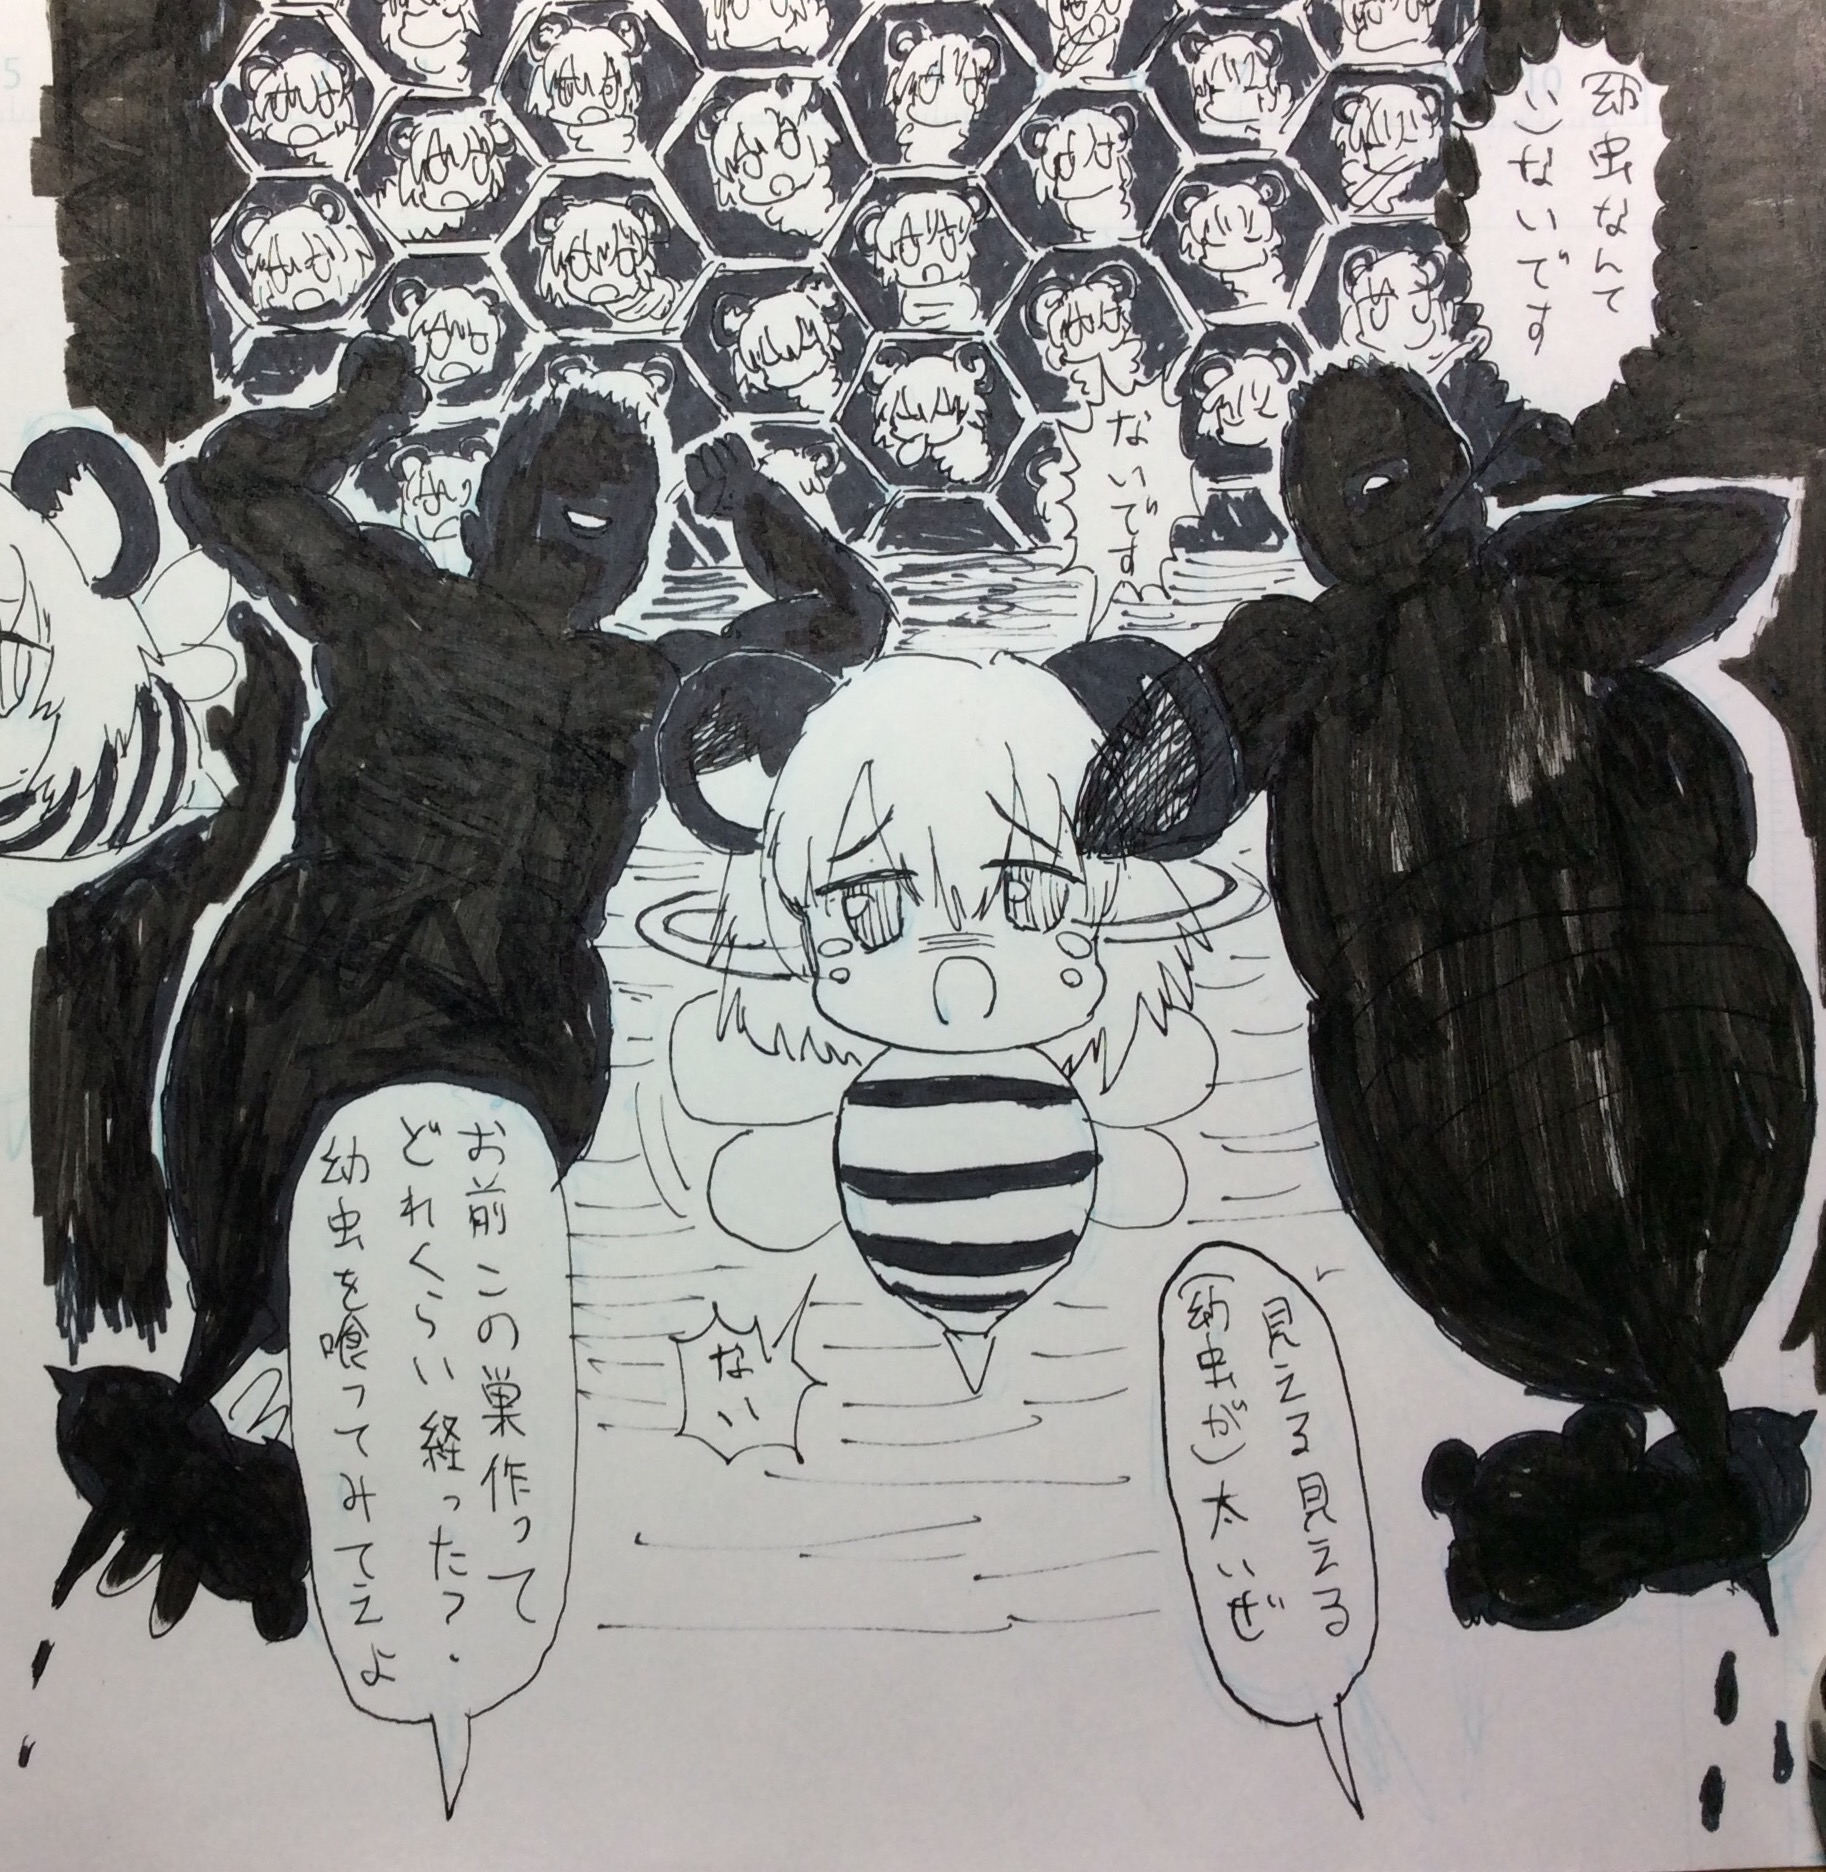 幼虫なんて
い)ないです
ないです
お前この巣作って
どれくらい経った?.
幼虫を喰ってみてえよ
ない
見える見える
(幼虫が)太いぜ